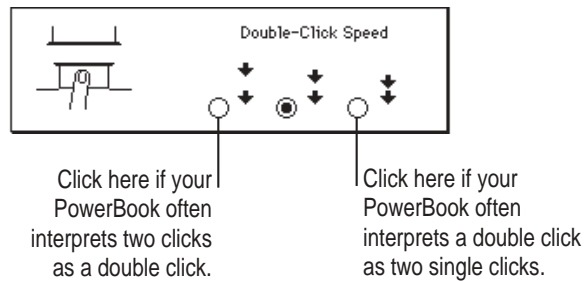 Double-Click Speed
Click here if your
PowerBook often
interprets two clicks
as a double click.
Click here if your
PowerBook often
interprets a double click
as two single clicks.